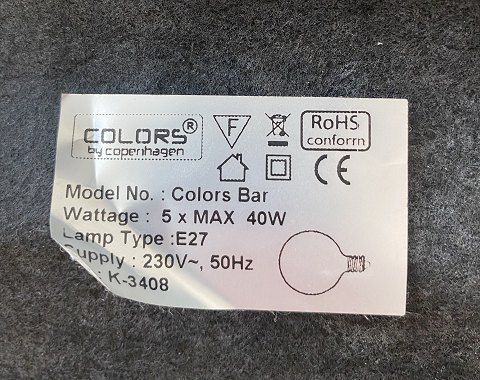 COLORS®
by copenhagen
F
RoHS
conform
CE
Model No. : Colors Bar
Wattage : 5 x MAX 40W
Lamp Type :E27
Supply : 230V~, 50Hz
: K-3408